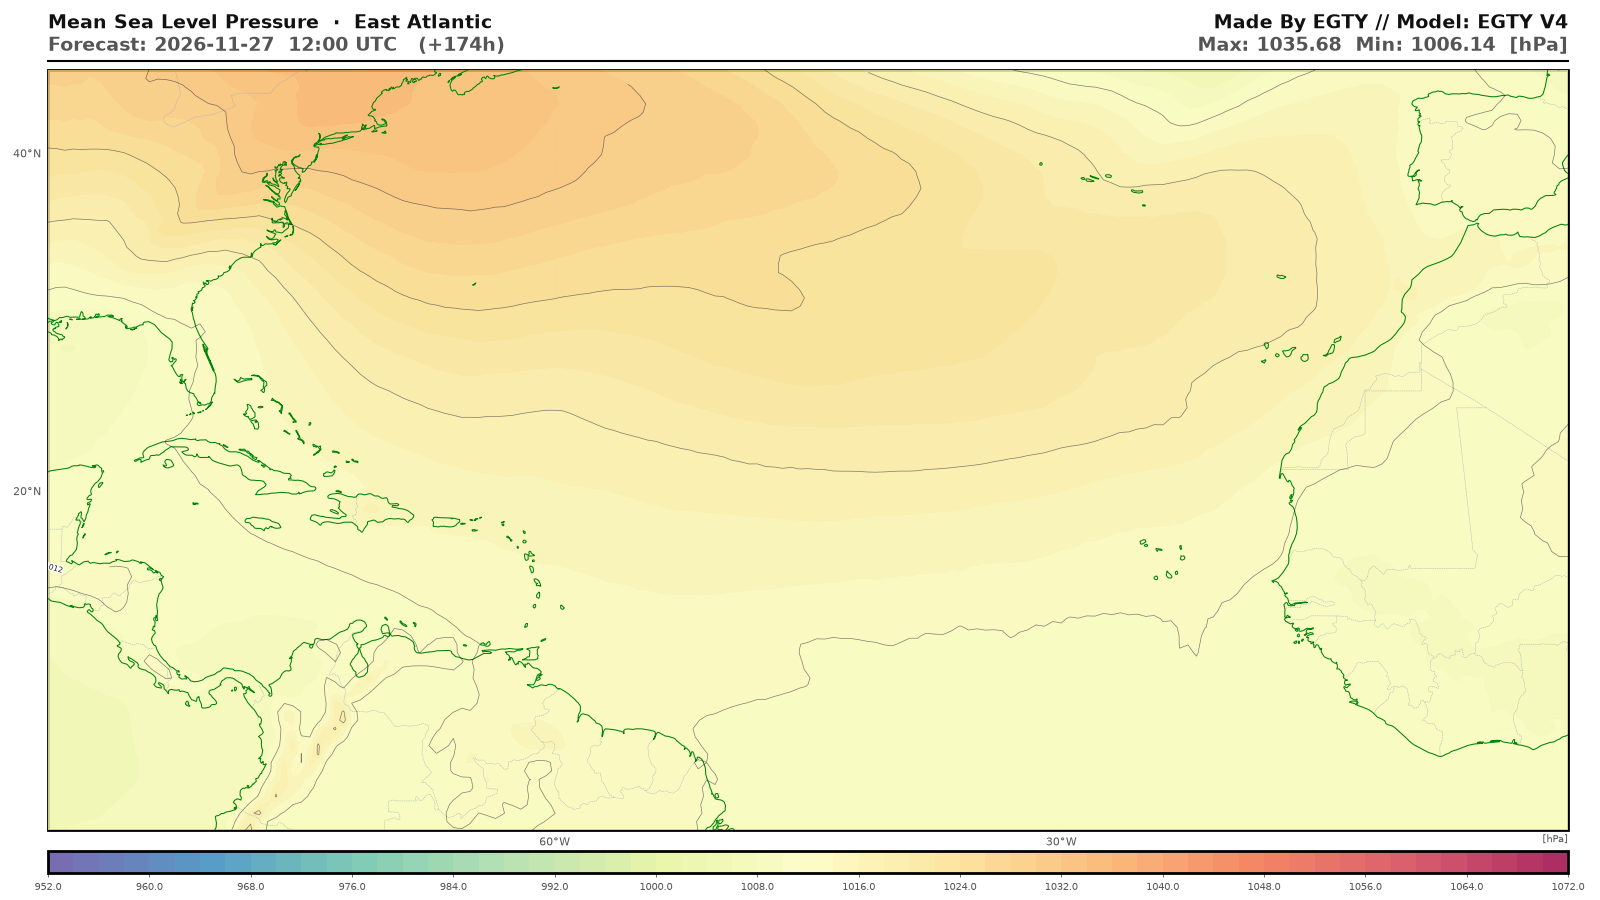 Mean Sea Level Pressure · East Atlantic
Made By EGTY // Model: EGTY V4
Forecast: 2026-11-27 12:00 UTC (+174h)
Max: 1035.68 Min: 1006.14 [hPa]
40°N
20°N
012
60°W
30°W
[hPa]
952.0 960.0 968.0 976.0 984.0 992.0 1000.0 1008.0 1016.0 1024.0 1032.0 1040.0 1048.0 1056.0 1064.0 1072.0